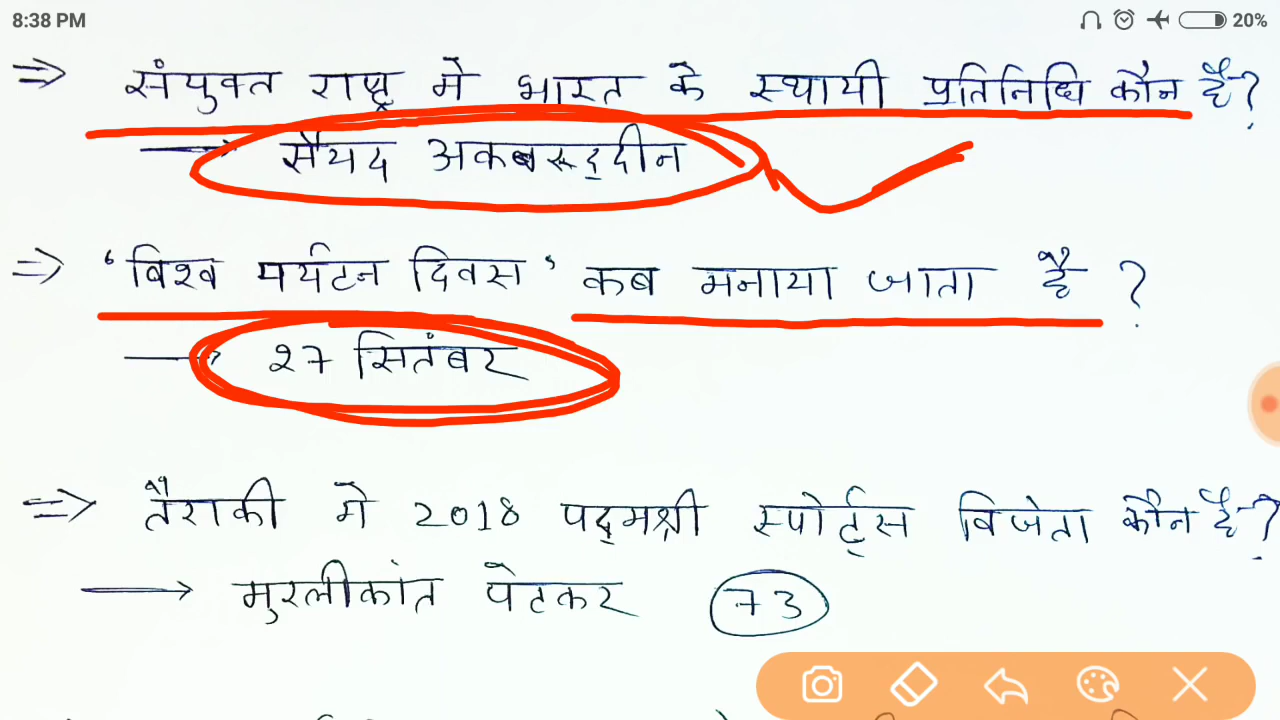 8:38 PM 20%
⇒ संयुक्त राष्ट्र मे भारत के स्थायी प्रतिनिधि कौन है?
→ सैयद अकबरूद्दीन
⇒ 'विश्व पर्यटन दिवस' कब मनाया जाता है ?
→ 27 सितंबर
⇒ तैराकी मे 2018 पद्मश्री स्पोर्ट्स विजेता कौन है?
→ मुरलीकांत पेटकर 73